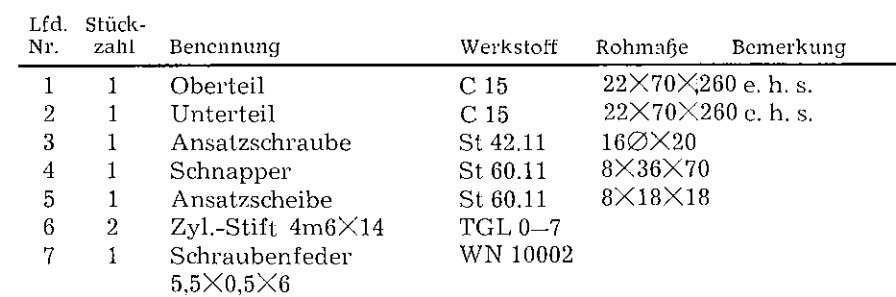 Lfd. Stück-
Nr. zahl Benennung Werkstoff Rohmaße Bemerkung
1 1 Oberteil C 15 22×70×260 e. h. s.
2 1 Unterteil C 15 22×70×260 e. h. s.
3 1 Ansatzschraube St 42.11 16∅×20
4 1 Schnapper St 60.11 8×36×70
5 1 Ansatzscheibe St 60.11 8×18×18
6 2 Zyl.-Stift 4m6×14 TGL 0—7
7 1 Schraubenfeder WN 10002
5,5×0,5×6